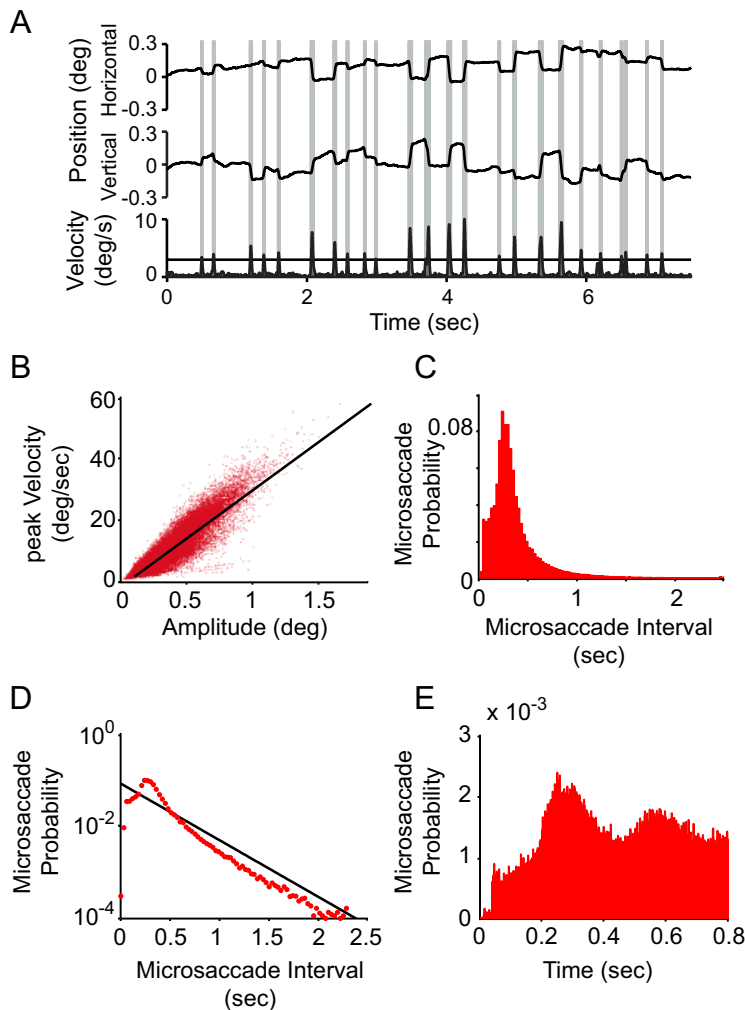 A
Position (deg)
Horizontal
0.3
0
-0.3
Vertical
0.3
0
-0.3
Velocity
(deg/s)
10
0
0 2 4 6
Time (sec)
B
peak Velocity
(deg/sec)
60
40
20
0
0 0.5 1 1.5
Amplitude (deg)
C
Microsaccade
Probability
0.08
0
0 1 2
Microsaccade Interval
(sec)
D
Microsaccade
Probability
10^0
10^-2
10^-4
0 0.5 1 1.5 2 2.5
Microsaccade Interval
(sec)
E
x 10^-3
Microsaccade
Probability
3
2
1
0
0 0.2 0.4 0.6 0.8
Time (sec)